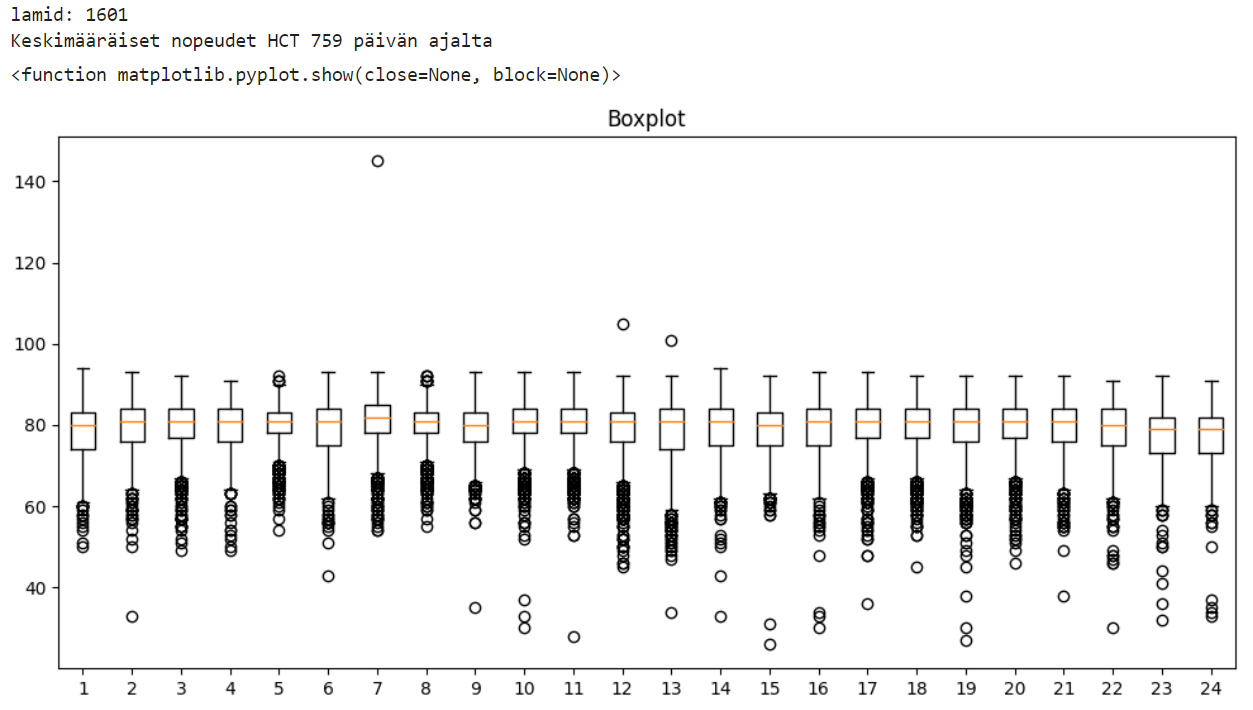 lamid: 1601
Keskimääräiset nopeudet HCT 759 päivän ajalta
<function matplotlib.pyplot.show(close=None, block=None)>
Boxplot
140
120
100
80
60
40
1 2 3 4 5 6 7 8 9 10 11 12 13 14 15 16 17 18 19 20 21 22 23 24